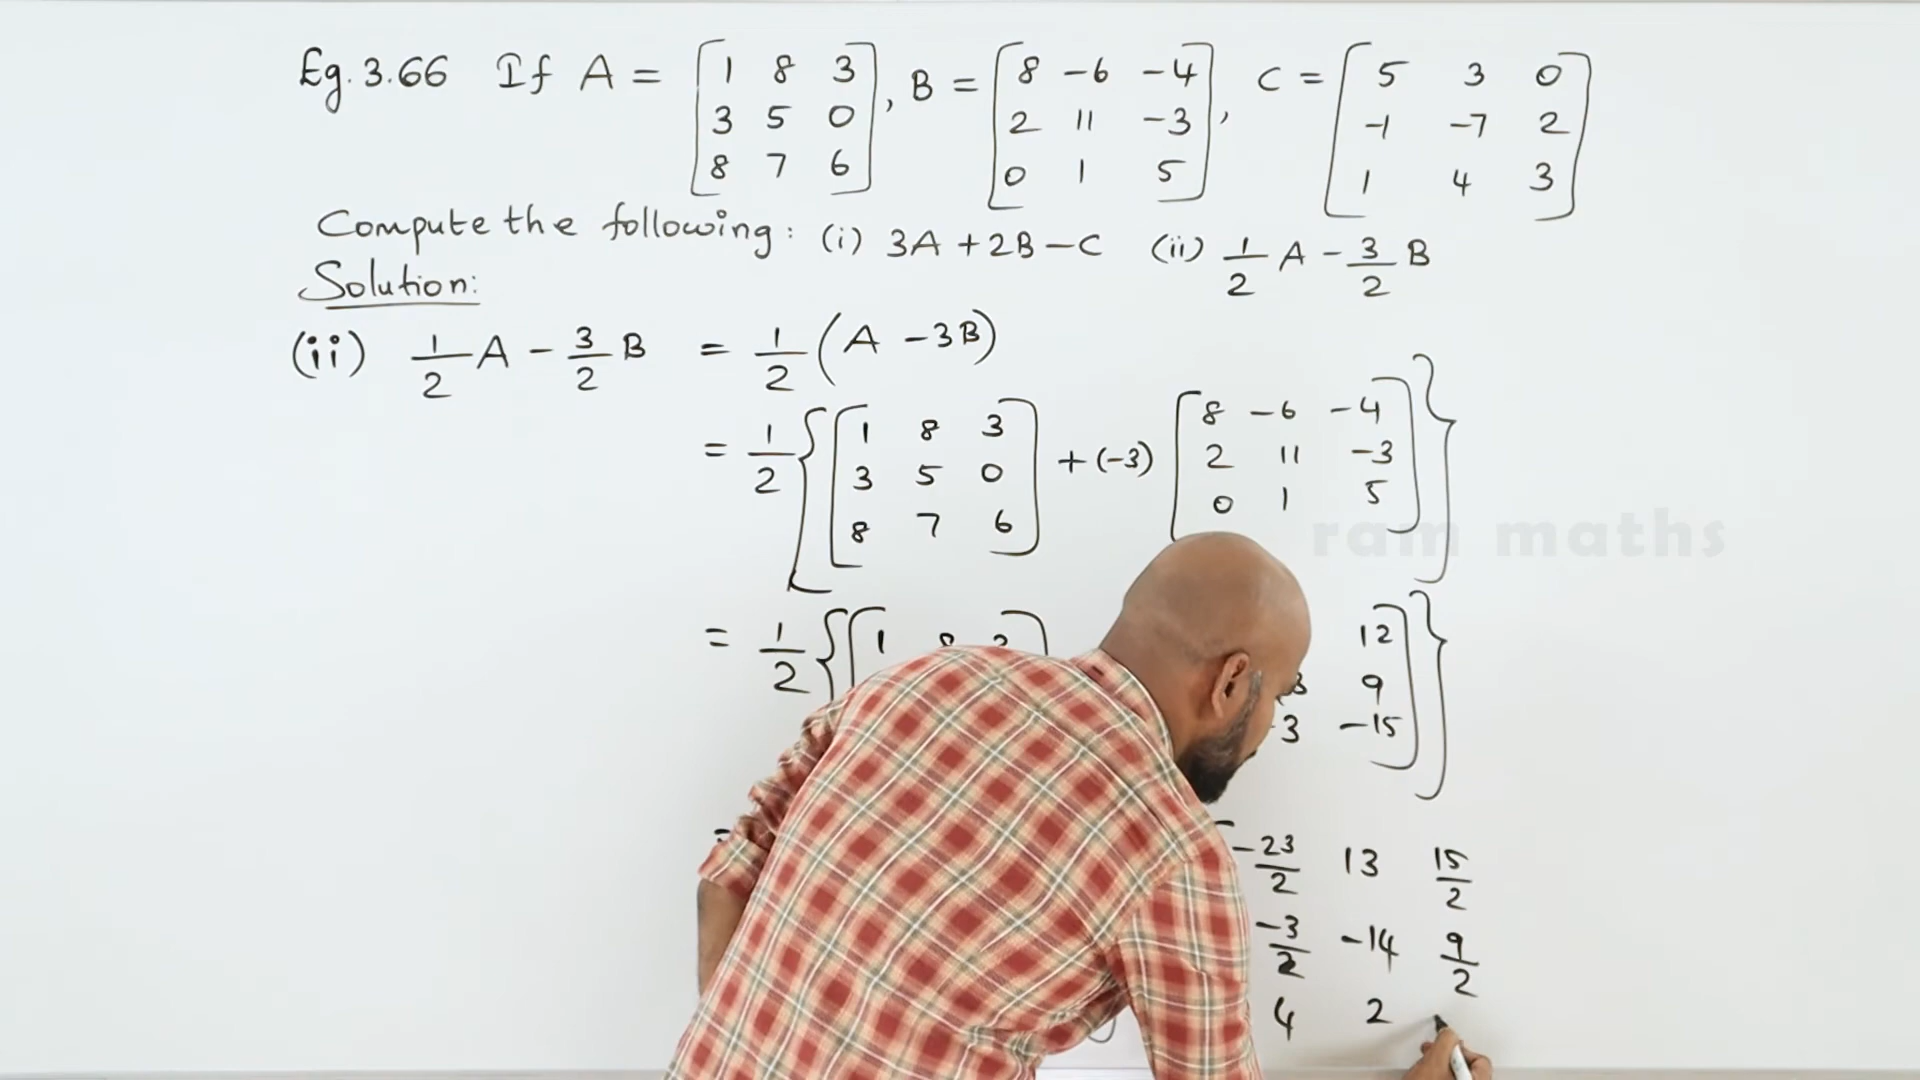 Eg. 3.66 If A = [1 8 3], B = [8 -6 -4], C = [5 3 0]
3 5 0 2 11 -3 -1 -7 2
8 7 6 0 1 5 1 4 3
Compute the following: (i) 3A + 2B - C (ii) 1/2 A - 3/2 B
Solution:
(ii) 1/2 A - 3/2 B = 1/2 (A - 3B)
= 1/2 { [1 8 3] + (-3) [8 -6 -4] }
3 5 0 2 11 -3
8 7 6 0 1 5
= 1/2 { [1 12] }
9
3 -15
-23/2 13 15/2
-3/2 -14 9/2
4 2
ram maths